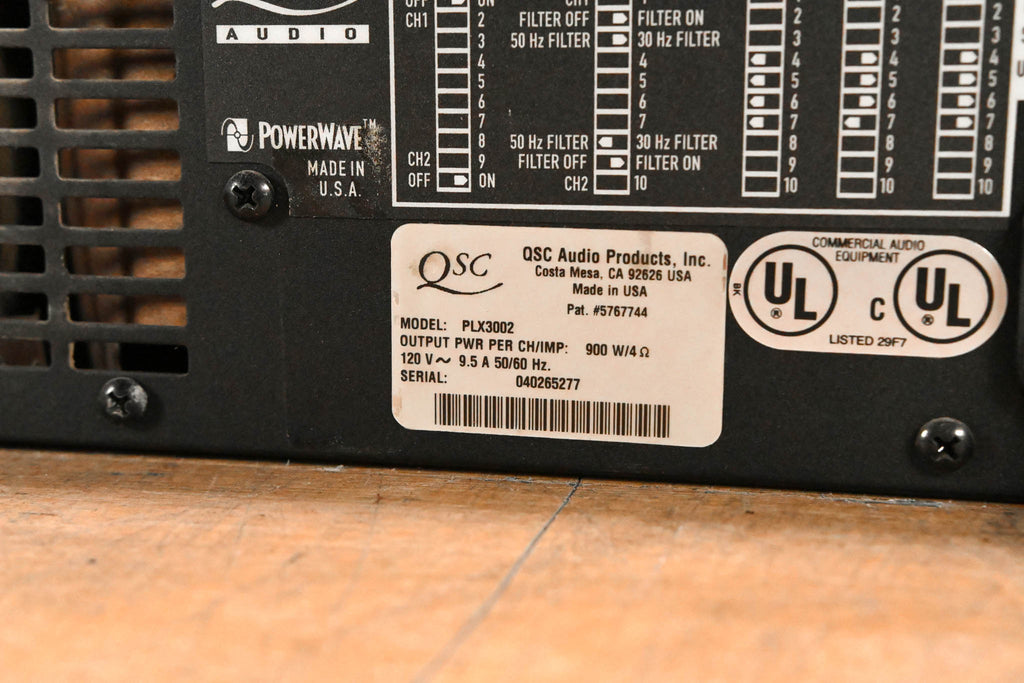 AUDIO
POWERWAVE™
MADE IN
U.S.A.
OFF ON
CH1 2
3
4
5
6
7
8
CH2 9
OFF ON
CH1 1
FILTER OFF FILTER ON
50 Hz FILTER 30 Hz FILTER
4
5
6
7
50 Hz FILTER 30 Hz FILTER
FILTER OFF FILTER ON
CH2 10
2
3
4
5
6
7
8
9
10
2
3
4
5
6
7
8
9
10
2
3
4
5
6
7
8
9
10
QSC
QSC Audio Products, Inc.
Costa Mesa, CA 92626 USA
Made in USA
Pat. #5767744
MODEL: PLX3002
OUTPUT PWR PER CH/IMP: 900 W/4 Ω
120 V ~ 9.5 A 50/60 Hz.
SERIAL: 040265277
COMMERCIAL AUDIO
EQUIPMENT
BK
UL ® C UL ®
LISTED 29F7